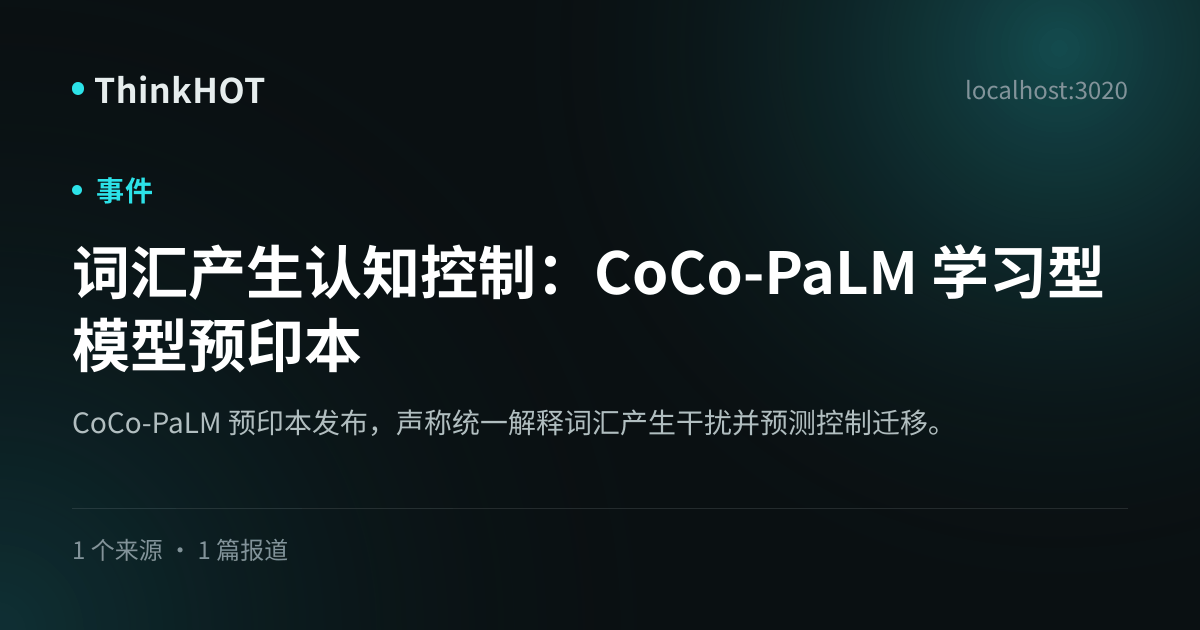 ThinkHOT
localhost:3020
事件
词汇产生认知控制：CoCo-PaLM 学习型
模型预印本
CoCo-PaLM 预印本发布，声称统一解释词汇产生干扰并预测控制迁移。
1 个来源 · 1 篇报道